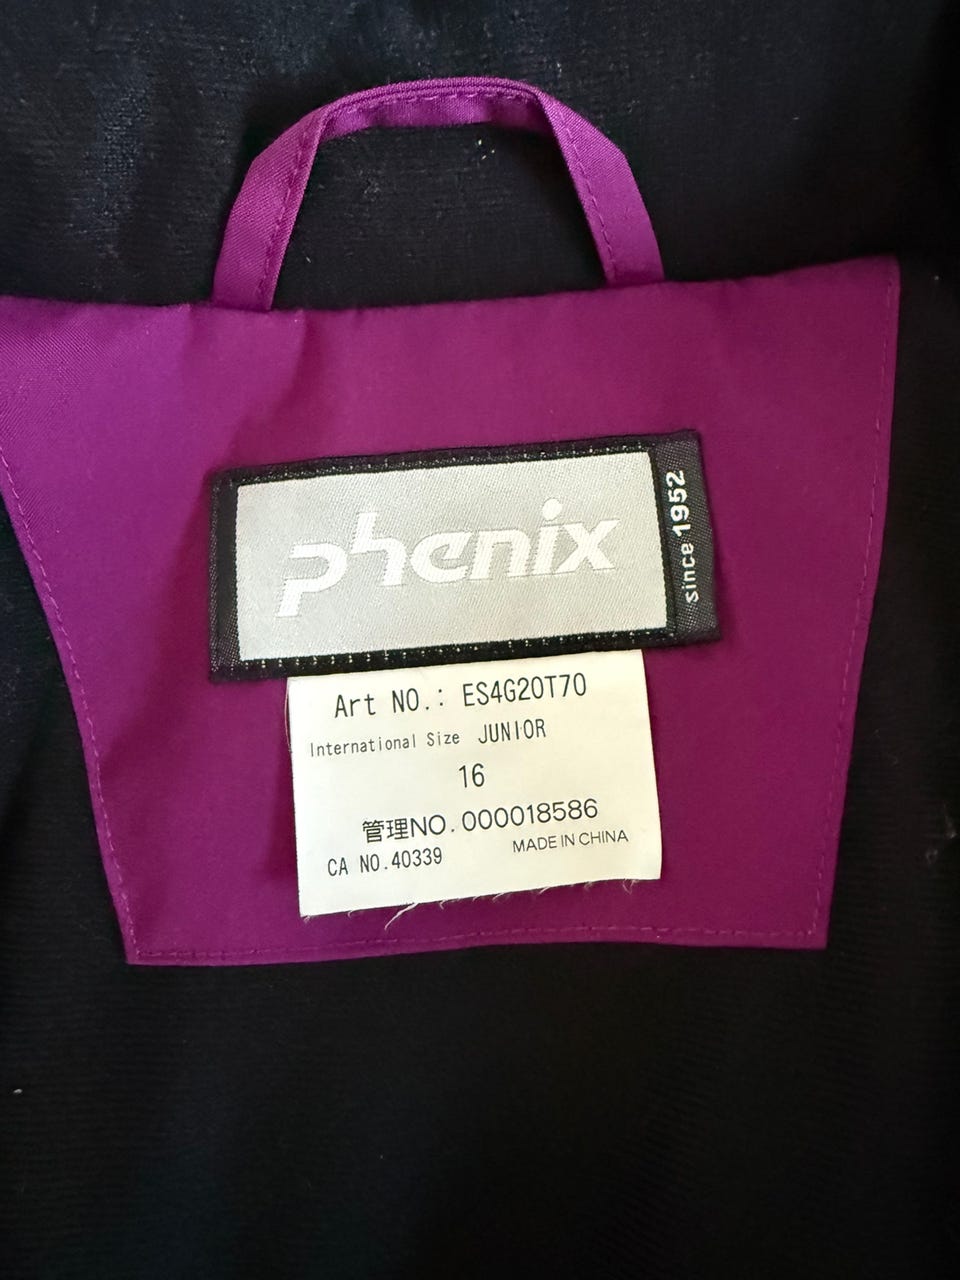 phenix
since 1952
Art NO.: ES4G20T70
International Size JUNIOR
16
管理NO.000018586
CA NO.40339
MADE IN CHINA